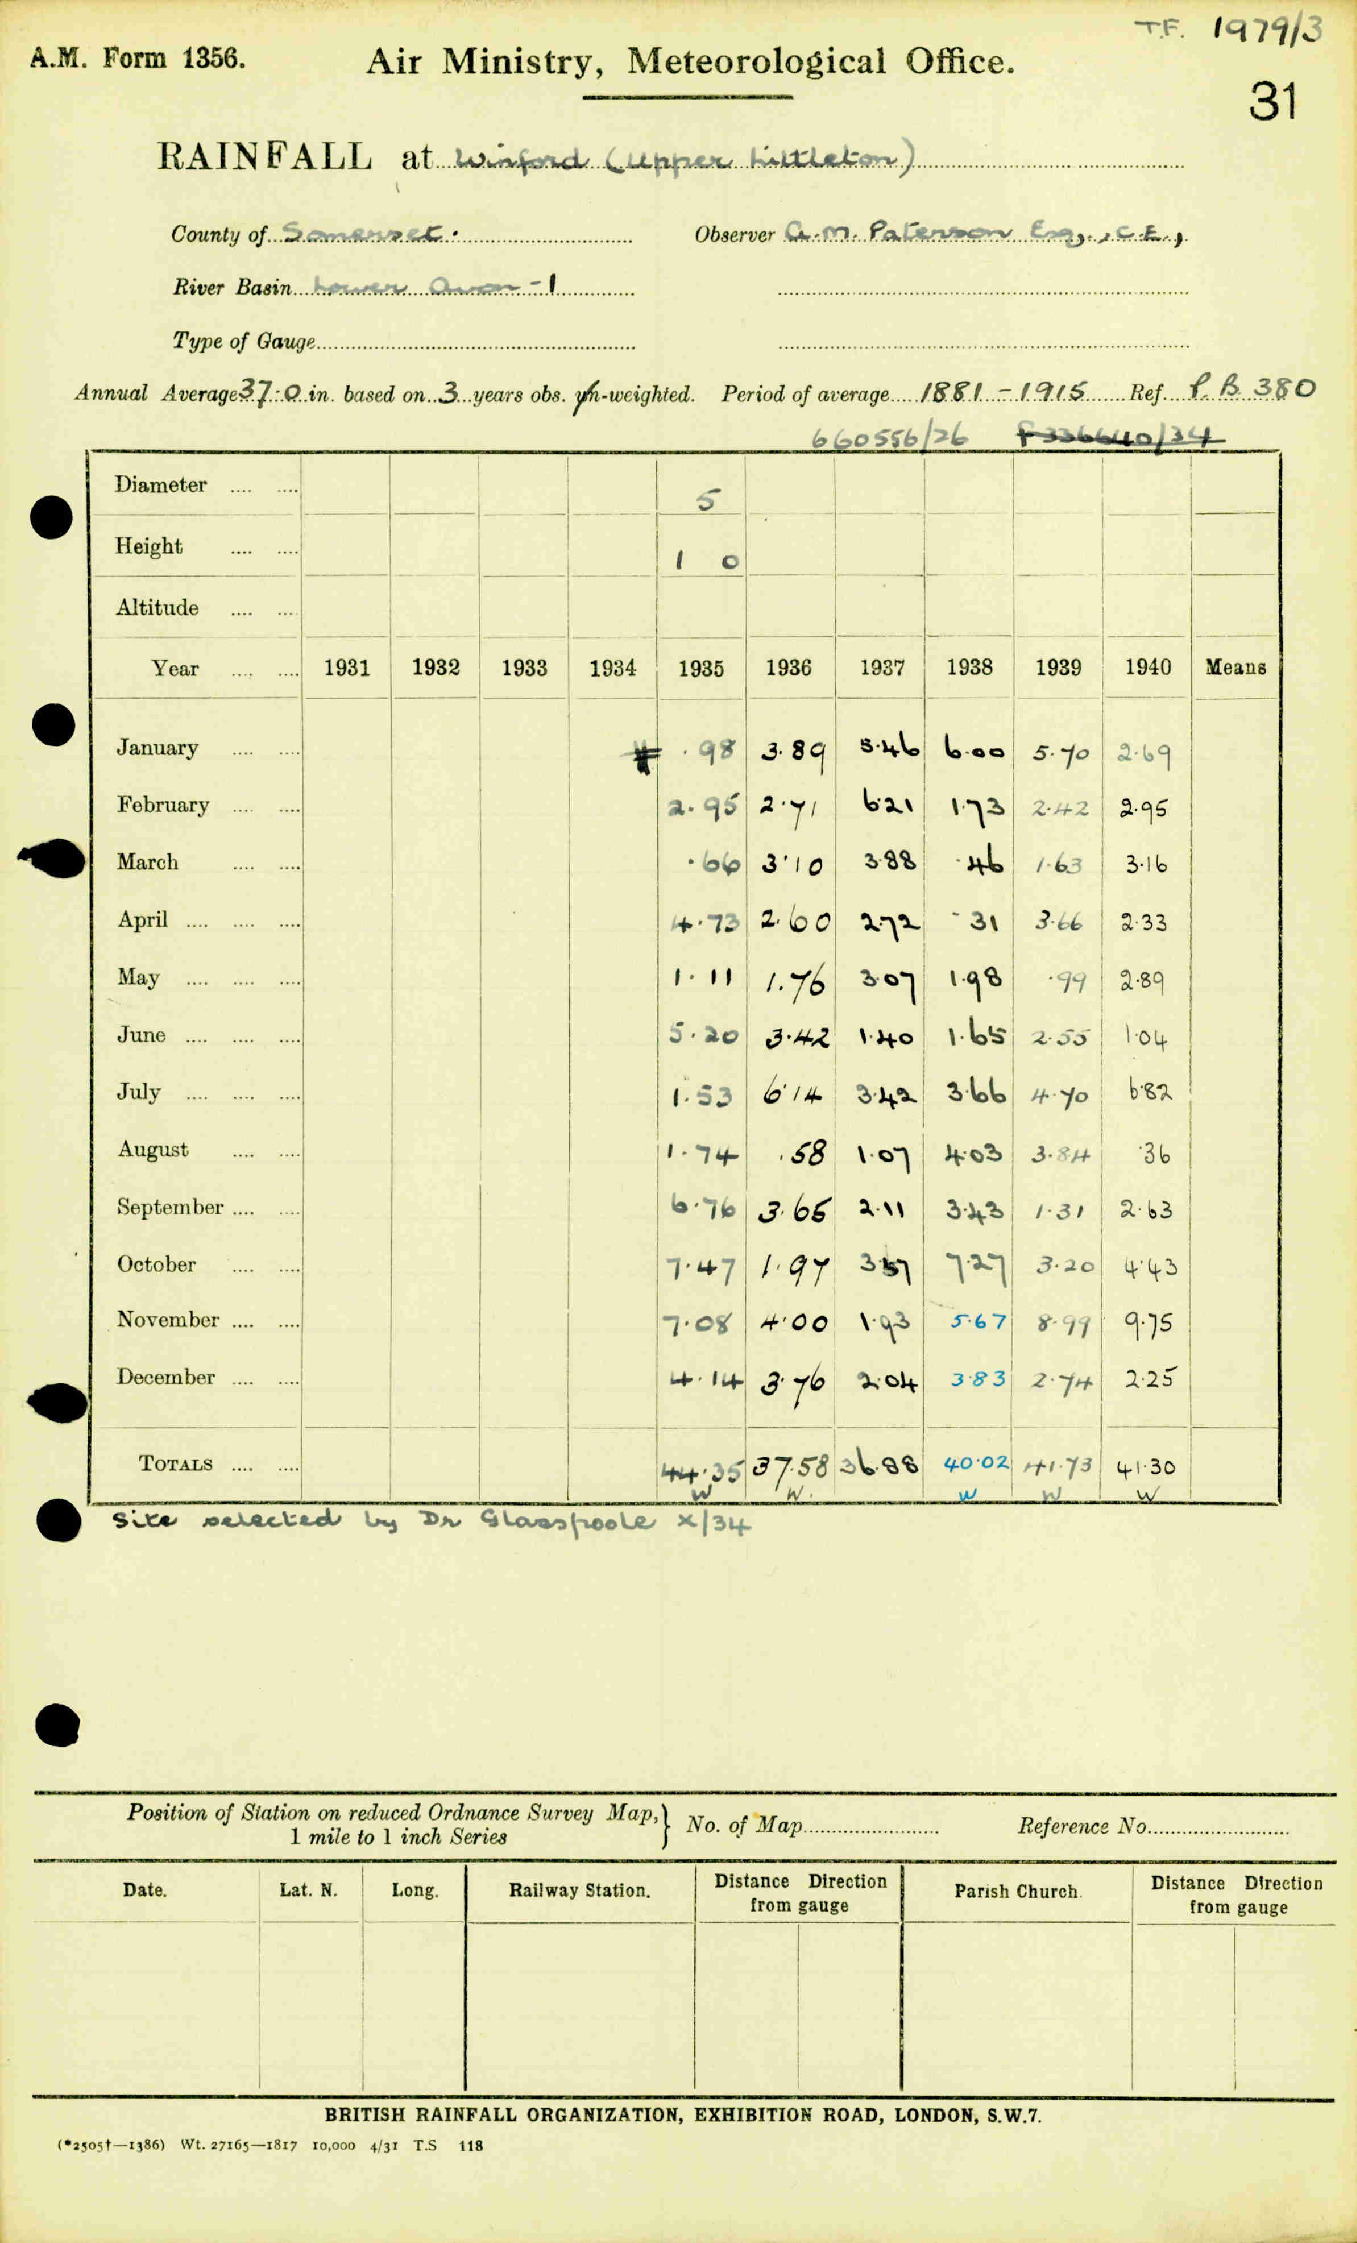 T.F. 1979/3
A.M. Form 1356. Air Ministry, Meteorological Office.
31
RAINFALL at Winford (Upper Littleton)
County of Somerset. Observer A.M. Paterson Esq., C.E.,
River Basin Lower Avon - 1
Type of Gauge
Annual Average 37.0 in. based on 3 years obs. yn-weighted. Period of average 1881 - 1915 Ref. P.B. 380
660556/26 F336640/34
Diameter 5
Height 1 0
Altitude
Year 1931 1932 1933 1934 1935 1936 1937 1938 1939 1940 Means
January # .98 3.89 5.46 6.00 5.70 2.69
February 2.95 2.71 6.21 1.73 2.42 2.95
March .66 3.10 3.88 .46 1.63 3.16
April 4.73 2.60 2.72 .31 3.66 2.33
May 1.11 1.76 3.07 1.98 .99 2.89
June 5.20 3.42 1.40 1.65 2.55 1.04
July 1.53 6.14 3.42 3.66 4.70 6.82
August 1.74 .58 1.07 4.03 3.84 .36
September 6.76 3.65 2.11 3.43 1.31 2.63
October 7.47 1.97 3.57 7.27 3.20 4.43
November 7.08 4.00 1.93 5.67 8.99 9.75
December 4.14 3.76 2.04 3.83 2.74 2.25
TOTALS 44.35 37.58 36.88 40.02 41.73 41.30
W W. W W W
Site selected by Dr Glasspoole X/34
Position of Station on reduced Ordnance Survey Map,} No. of Map Reference No.
1 mile to 1 inch Series
Date. Lat. N. Long. Railway Station. Distance Direction from gauge Parish Church. Distance Direction from gauge
BRITISH RAINFALL ORGANIZATION, EXHIBITION ROAD, LONDON, S.W.7.
(*2505†—1386) Wt. 27165—1817 10,000 4/31 T.S 118